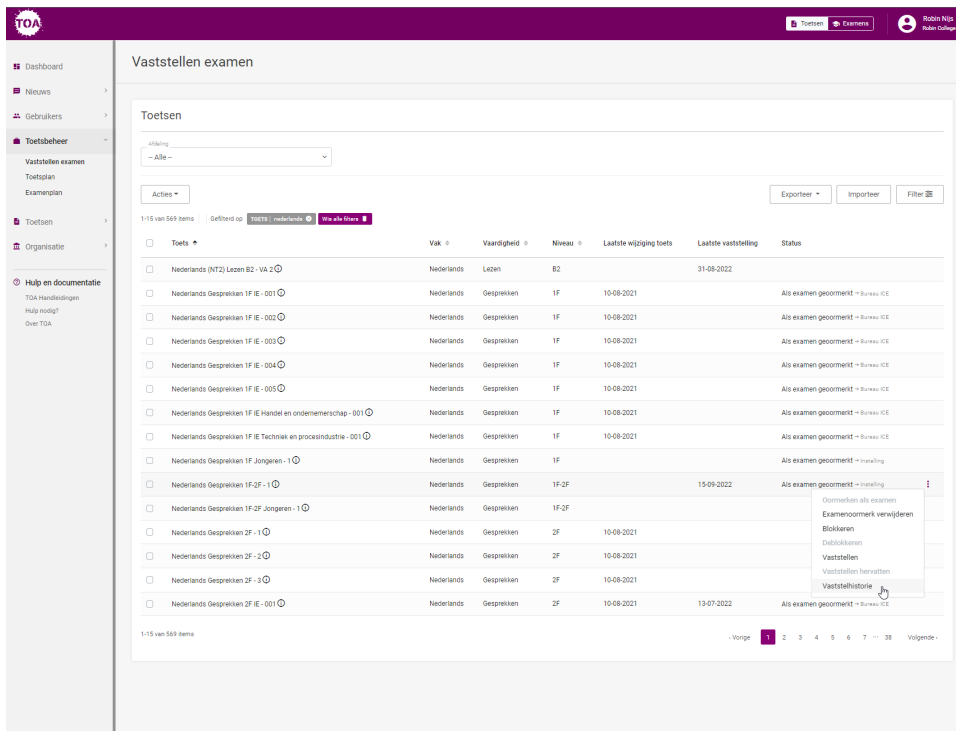 TOA
Toetsen Examens
Robin Nijs
Robin College
Dashboard
Nieuws
Gebruikers
Toetsbeheer
Vaststellen examen
Toetsplan
Examenplan
Toetsen
Organisatie
Hulp en documentatie
TOA Handleidingen
Hulp nodig?
Over TOA
Vaststellen examen
Toetsen
Afdeling
-- Alle --
Acties
Exporteer Importeer Filter
1-15 van 569 items Gefilterd op TOETS | nederlands Wis alle filters
Toets Vak Vaardigheid Niveau Laatste wijziging toets Laatste vaststelling Status
Nederlands (NT2) Lezen B2 - VA 2 Nederlands Lezen B2 31-08-2022
Nederlands Gesprekken 1F IE - 001 Nederlands Gesprekken 1F 10-08-2021 Als examen geoormerkt → Bureau ICE
Nederlands Gesprekken 1F IE - 002 Nederlands Gesprekken 1F 10-08-2021 Als examen geoormerkt → Bureau ICE
Nederlands Gesprekken 1F IE - 003 Nederlands Gesprekken 1F 10-08-2021 Als examen geoormerkt → Bureau ICE
Nederlands Gesprekken 1F IE - 004 Nederlands Gesprekken 1F 10-08-2021 Als examen geoormerkt → Bureau ICE
Nederlands Gesprekken 1F IE - 005 Nederlands Gesprekken 1F 10-08-2021 Als examen geoormerkt → Bureau ICE
Nederlands Gesprekken 1F IE Handel en ondernemerschap - 001 Nederlands Gesprekken 1F 10-08-2021 Als examen geoormerkt → Bureau ICE
Nederlands Gesprekken 1F IE Techniek en procesindustrie - 001 Nederlands Gesprekken 1F 10-08-2021 Als examen geoormerkt → Bureau ICE
Nederlands Gesprekken 1F Jongeren - 1 Nederlands Gesprekken 1F Als examen geoormerkt → Instelling
Nederlands Gesprekken 1F-2F - 1 Nederlands Gesprekken 1F-2F 15-09-2022 Als examen geoormerkt → Instelling
Nederlands Gesprekken 1F-2F Jongeren - 1 Nederlands Gesprekken 1F-2F
Nederlands Gesprekken 2F - 1 Nederlands Gesprekken 2F 10-08-2021
Nederlands Gesprekken 2F - 2 Nederlands Gesprekken 2F 10-08-2021
Nederlands Gesprekken 2F - 3 Nederlands Gesprekken 2F 10-08-2021
Nederlands Gesprekken 2F IE - 001 Nederlands Gesprekken 2F 10-08-2021 13-07-2022 Als examen geoormerkt → Bureau ICE
Oormerken als examen
Examenoormerk verwijderen
Blokkeren
Deblokkeren
Vaststellen
Vaststellen hervatten
Vaststelhistorie
1-15 van 569 items
‹ Vorige 1 2 3 4 5 6 7 ··· 38 Volgende ›